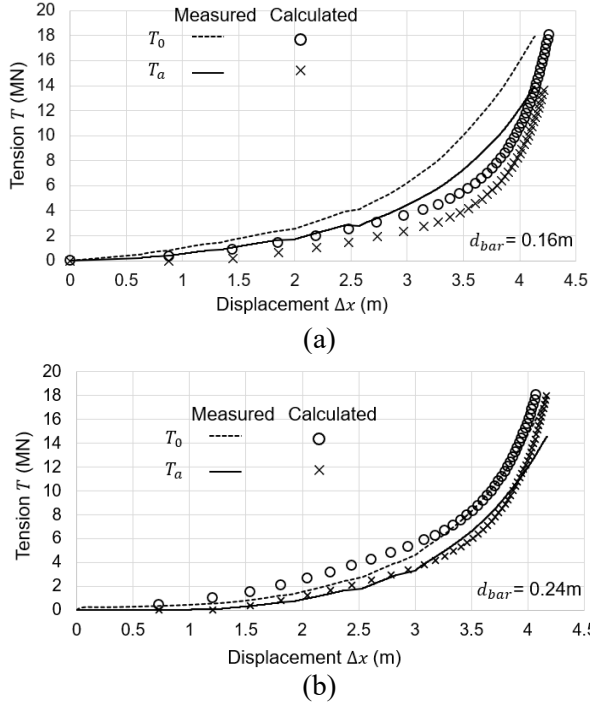 Measured Calculated
T₀
Tₐ
20
18
16
14
12
10
8
6
4
2
0
Tension T (MN)
d_bar = 0.16m
0 0.5 1 1.5 2 2.5 3 3.5 4 4.5
Displacement Δx (m)
(a)
20
18
16
14
12
10
8
6
4
2
0
Tension T (MN)
Measured Calculated
T₀
Tₐ
d_bar = 0.24m
0 0.5 1 1.5 2 2.5 3 3.5 4 4.5
Displacement Δx (m)
(b)